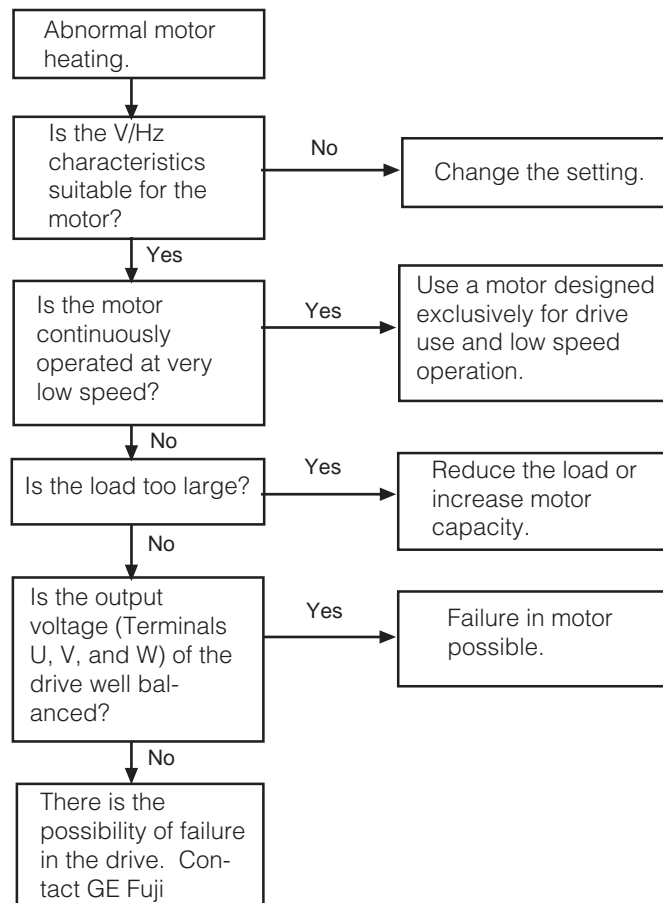 Abnormal motor
heating.
Is the V/Hz
characteristics
suitable for the
motor?
No
Change the setting.
Yes
Is the motor
continuously
operated at very
low speed?
Yes
Use a motor designed
exclusively for drive
use and low speed
operation.
No
Is the load too large?
Yes
Reduce the load or
increase motor
capacity.
No
Is the output
voltage (Terminals
U, V, and W) of the
drive well bal-
anced?
Yes
Failure in motor
possible.
No
There is the
possibility of failure
in the drive. Con-
tact GE Fuji